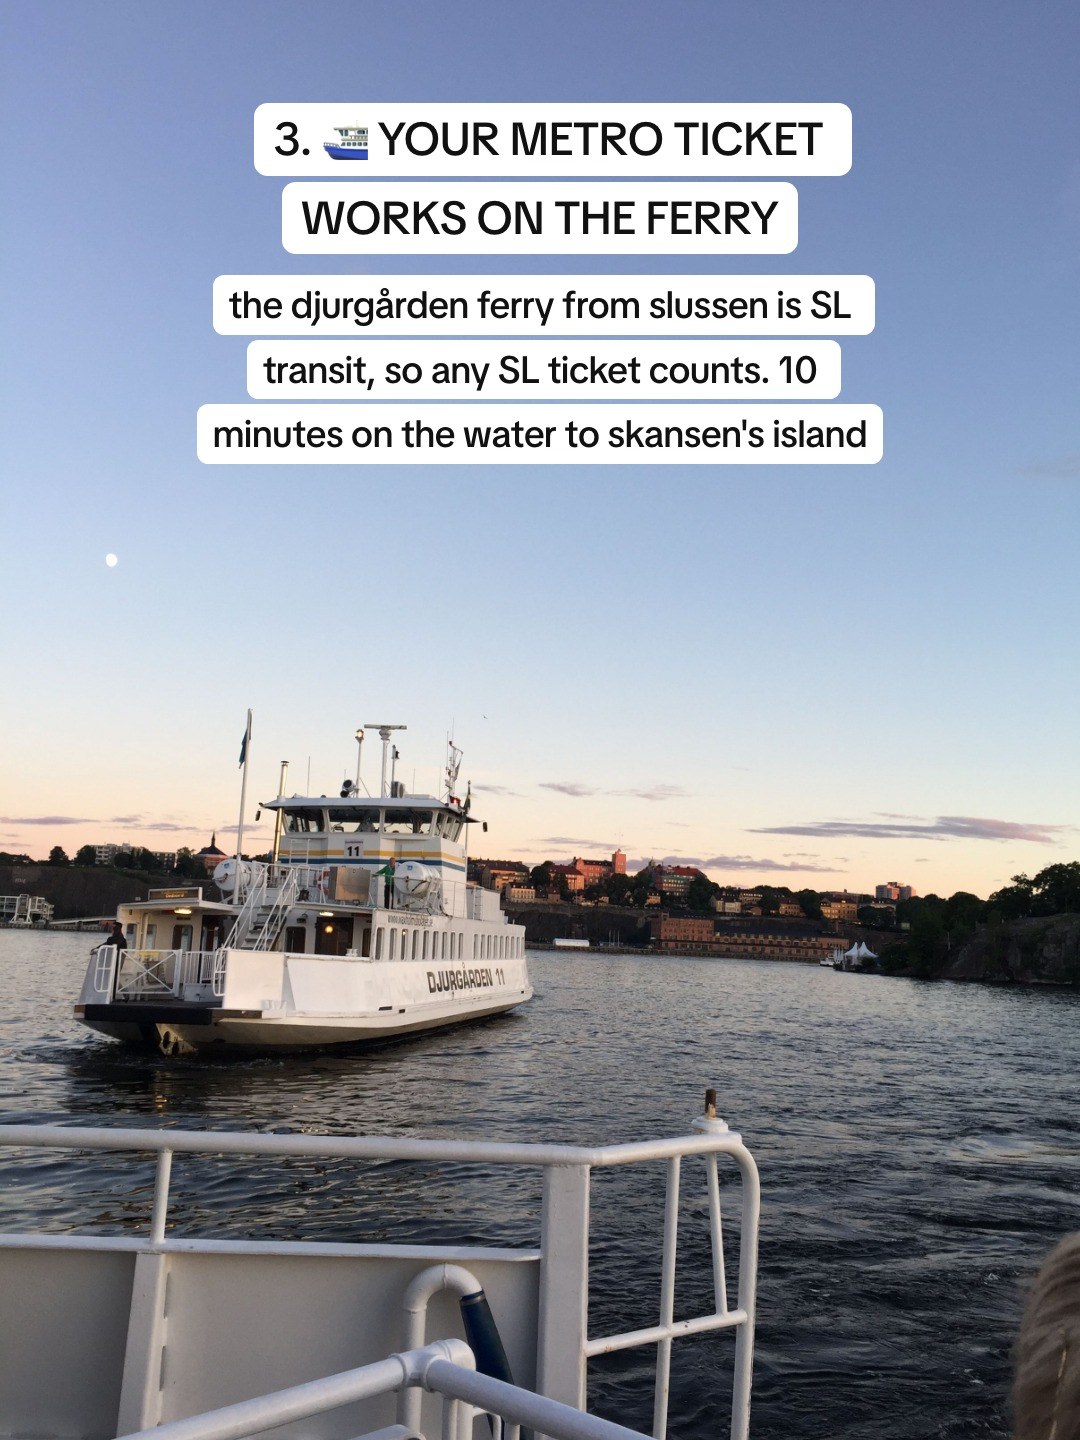 3. 🛳️ YOUR METRO TICKET
WORKS ON THE FERRY
the djurgården ferry from slussen is SL
transit, so any SL ticket counts. 10
minutes on the water to skansen's island
11
DJURGÅRDEN 11